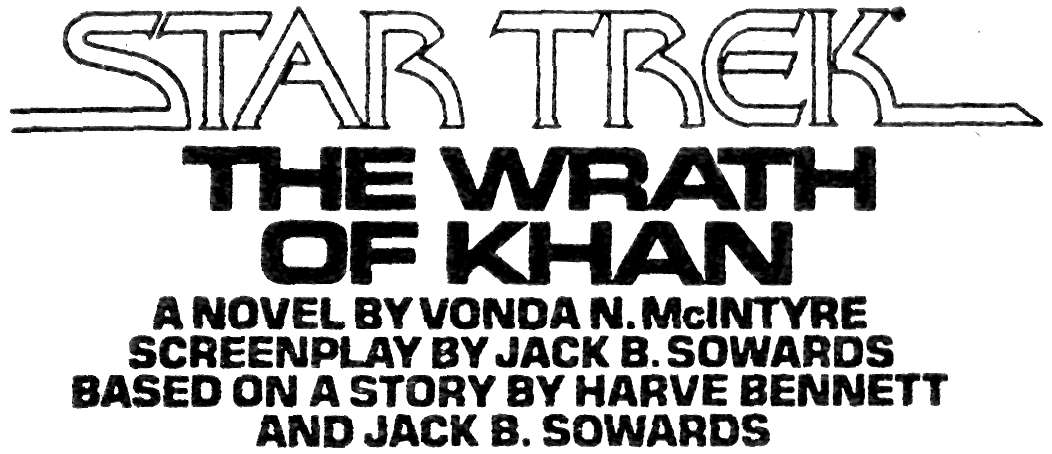 STAR TREK
THE WRATH
OF KHAN
A NOVEL BY VONDA N. McINTYRE
SCREENPLAY BY JACK B. SOWARDS
BASED ON A STORY BY HARVE BENNETT
AND JACK B. SOWARDS